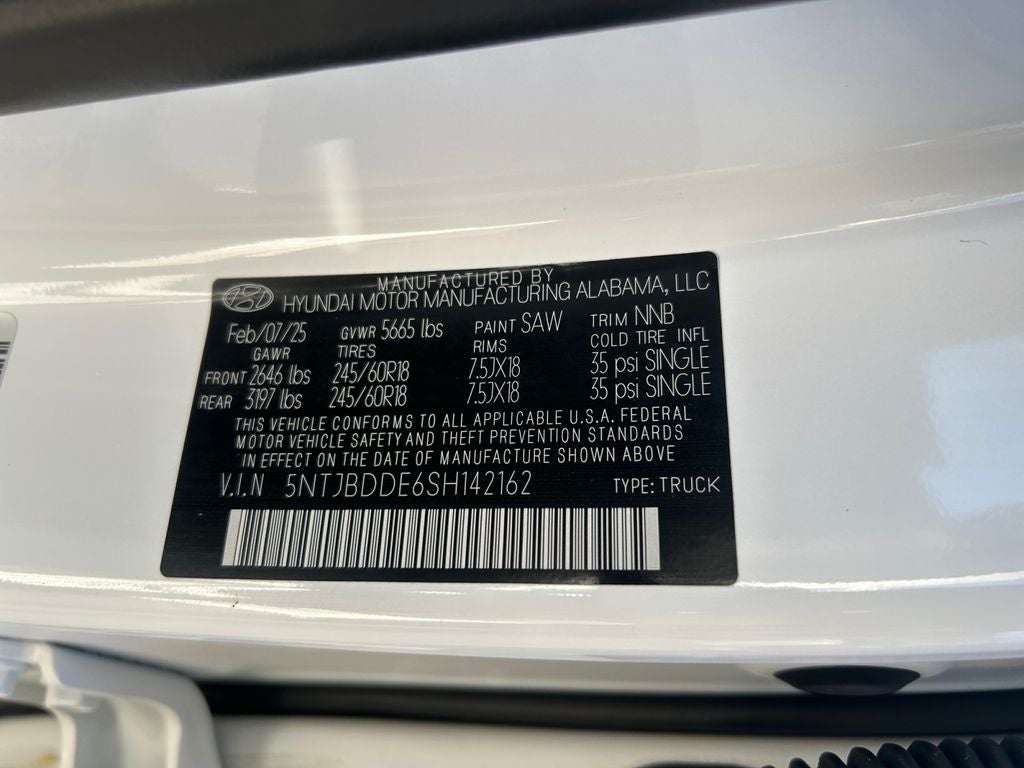 MANUFACTURED BY
HYUNDAI MOTOR MANUFACTURING ALABAMA, LLC
Feb/07/25 GVWR 5665 lbs PAINT SAW TRIM NNB
GAWR TIRES RIMS COLD TIRE INFL
FRONT 2646 lbs 245/60R18 7.5JX18 35 psi SINGLE
REAR 3197 lbs 245/60R18 7.5JX18 35 psi SINGLE
THIS VEHICLE CONFORMS TO ALL APPLICABLE U.S.A. FEDERAL
MOTOR VEHICLE SAFETY AND THEFT PREVENTION STANDARDS
IN EFFECT ON THE DATE OF MANUFACTURE SHOWN ABOVE
V.I.N 5NTJBDDE6SH142162 TYPE: TRUCK